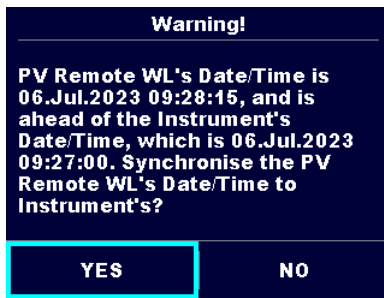 Warning!
PV Remote WL's Date/Time is
06.Jul.2023 09:28:15, and is
ahead of the Instrument's
Date/Time, which is 06.Jul.2023
09:27:00. Synchronise the PV
Remote WL's Date/Time to
Instrument's?
YES NO